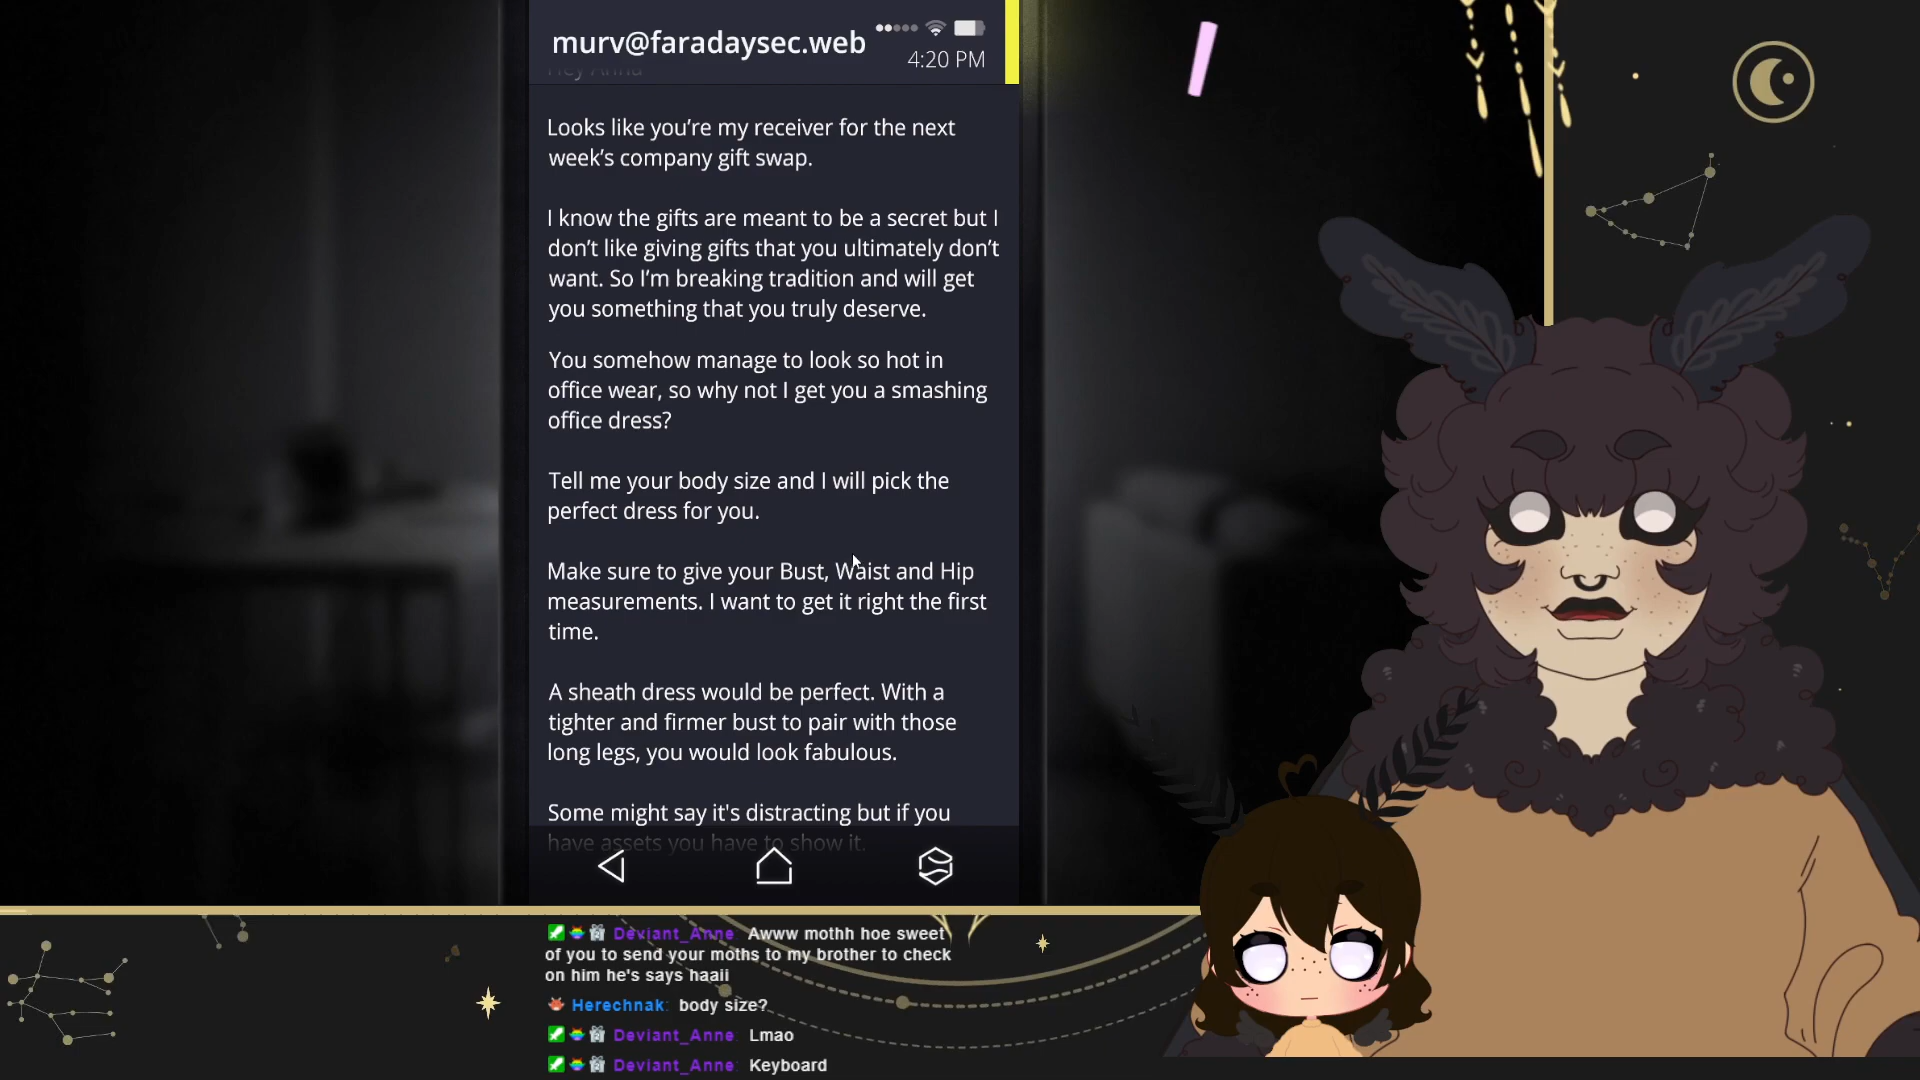 murv@faradaysec.web
4:20 PM
Hey Anna
Looks like you’re my receiver for the next
week’s company gift swap.
I know the gifts are meant to be a secret but I
don’t like giving gifts that you ultimately don’t
want. So I’m breaking tradition and will get
you something that you truly deserve.
You somehow manage to look so hot in
office wear, so why not I get you a smashing
office dress?
Tell me your body size and I will pick the
perfect dress for you.
Make sure to give your Bust, Waist and Hip
measurements. I want to get it right the first
time.
A sheath dress would be perfect. With a
tighter and firmer bust to pair with those
long legs, you would look fabulous.
Some might say it's distracting but if you
have assets you have to show it.
Deviant_Anne: Awww mothh hoe sweet
of you to send your moths to my brother to check
on him he's says haaii
Herechnak: body size?
Deviant_Anne: Lmao
Deviant_Anne: Keyboard